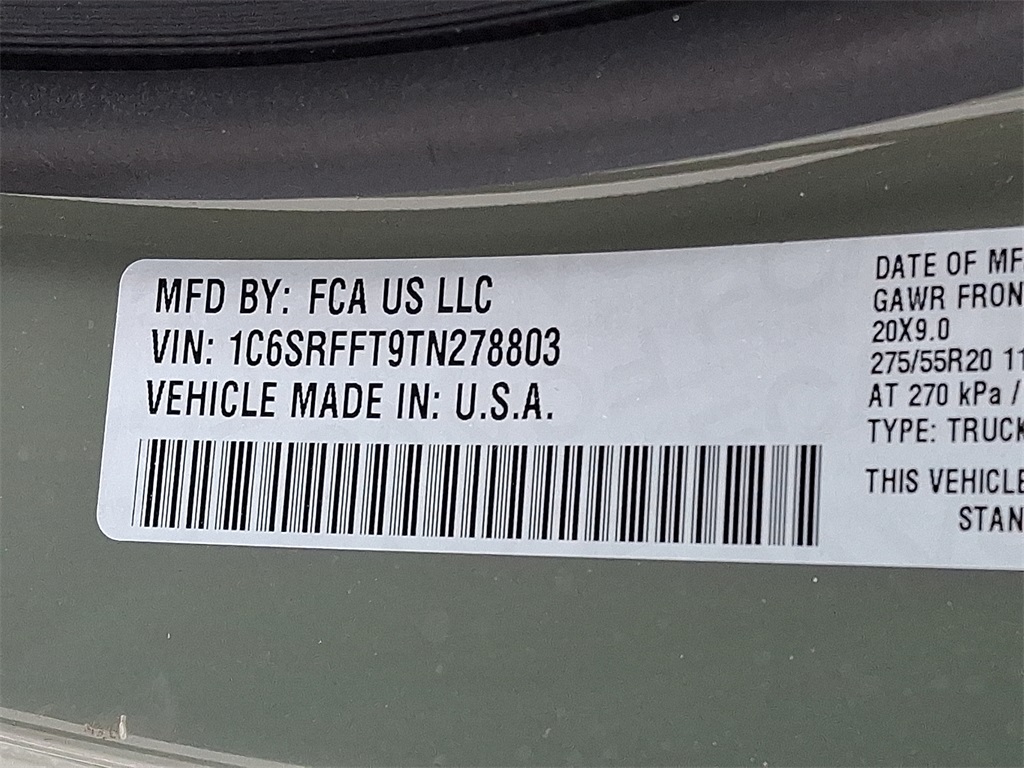 MFD BY: FCA US LLC
VIN: 1C6SRFFT9TN278803
VEHICLE MADE IN: U.S.A.
DATE OF MF
GAWR FRON
20X9.0
275/55R20 11
AT 270 kPa /
TYPE: TRUCK
THIS VEHICLE
STAN